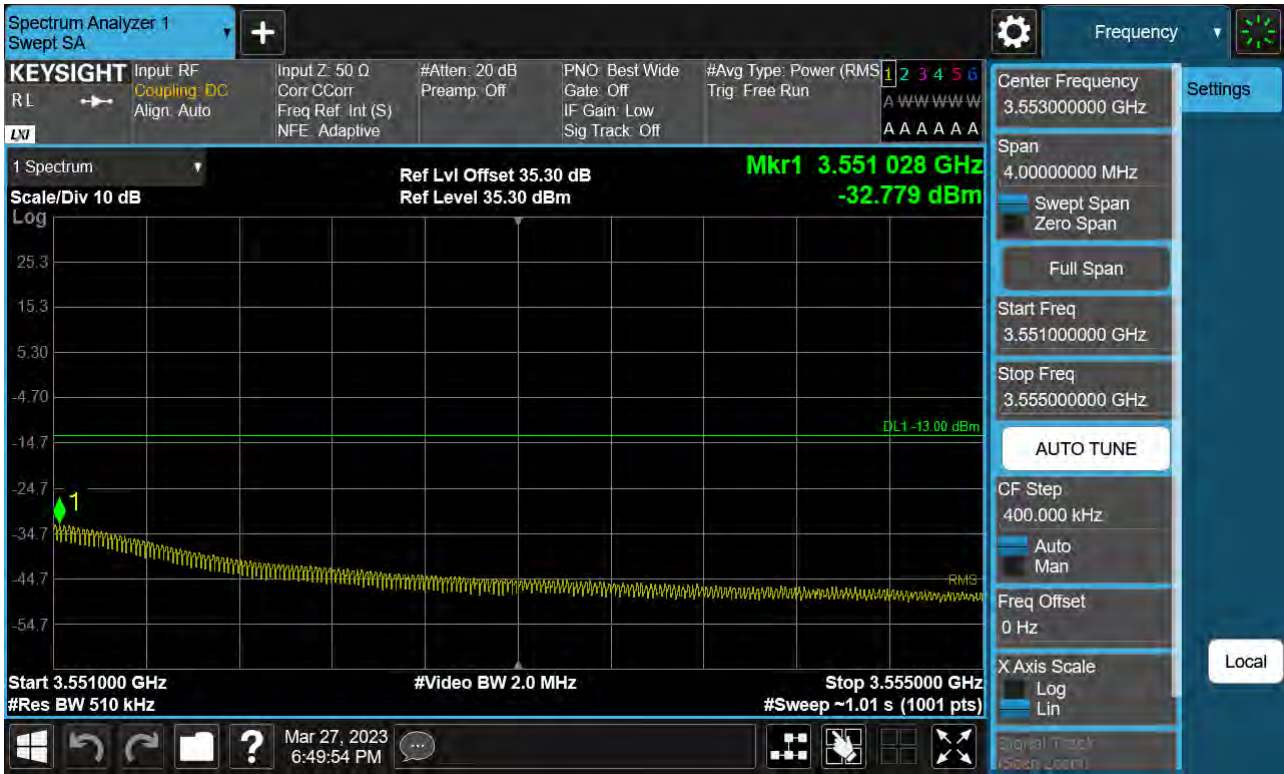 Spectrum Analyzer 1
Swept SA
Frequency
KEYSIGHT
RL
LXI
Input: RF
Coupling: DC
Align: Auto
Input Z: 50 Ω
Corr CCorr
Freq Ref: Int (S)
NFE: Adaptive
#Atten: 20 dB
Preamp: Off
PNO: Best Wide
Gate: Off
IF Gain: Low
Sig Track: Off
#Avg Type: Power (RMS
Trig: Free Run
1 2 3 4 5 6
A W W W W W
A A A A A A
1 Spectrum
Scale/Div 10 dB
Log
Ref Lvl Offset 35.30 dB
Ref Level 35.30 dBm
Mkr1 3.551 028 GHz
-32.779 dBm
25.3
15.3
5.30
-4.70
DL1 -13.00 dBm
-14.7
-24.7
1
-34.7
-44.7
RMS
-54.7
Start 3.551000 GHz
#Video BW 2.0 MHz
Stop 3.555000 GHz
#Res BW 510 kHz
#Sweep ~1.01 s (1001 pts)
Center Frequency
3.553000000 GHz
Settings
Span
4.00000000 MHz
Swept Span
Zero Span
Full Span
Start Freq
3.551000000 GHz
Stop Freq
3.555000000 GHz
AUTO TUNE
CF Step
400.000 kHz
Auto
Man
Freq Offset
0 Hz
X Axis Scale
Log
Lin
Signal Track
(Span Zoom)
Local
?
Mar 27, 2023
6:49:54 PM